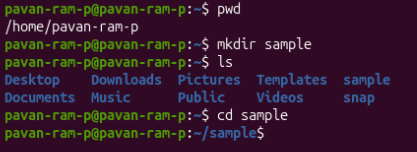 pavan-ram-p@pavan-ram-p:~$ pwd
/home/pavan-ram-p
pavan-ram-p@pavan-ram-p:~$ mkdir sample
pavan-ram-p@pavan-ram-p:~$ ls
Desktop    Downloads  Pictures  Templates  sample
Documents  Music      Public    Videos     snap
pavan-ram-p@pavan-ram-p:~$ cd sample
pavan-ram-p@pavan-ram-p:~/sample$